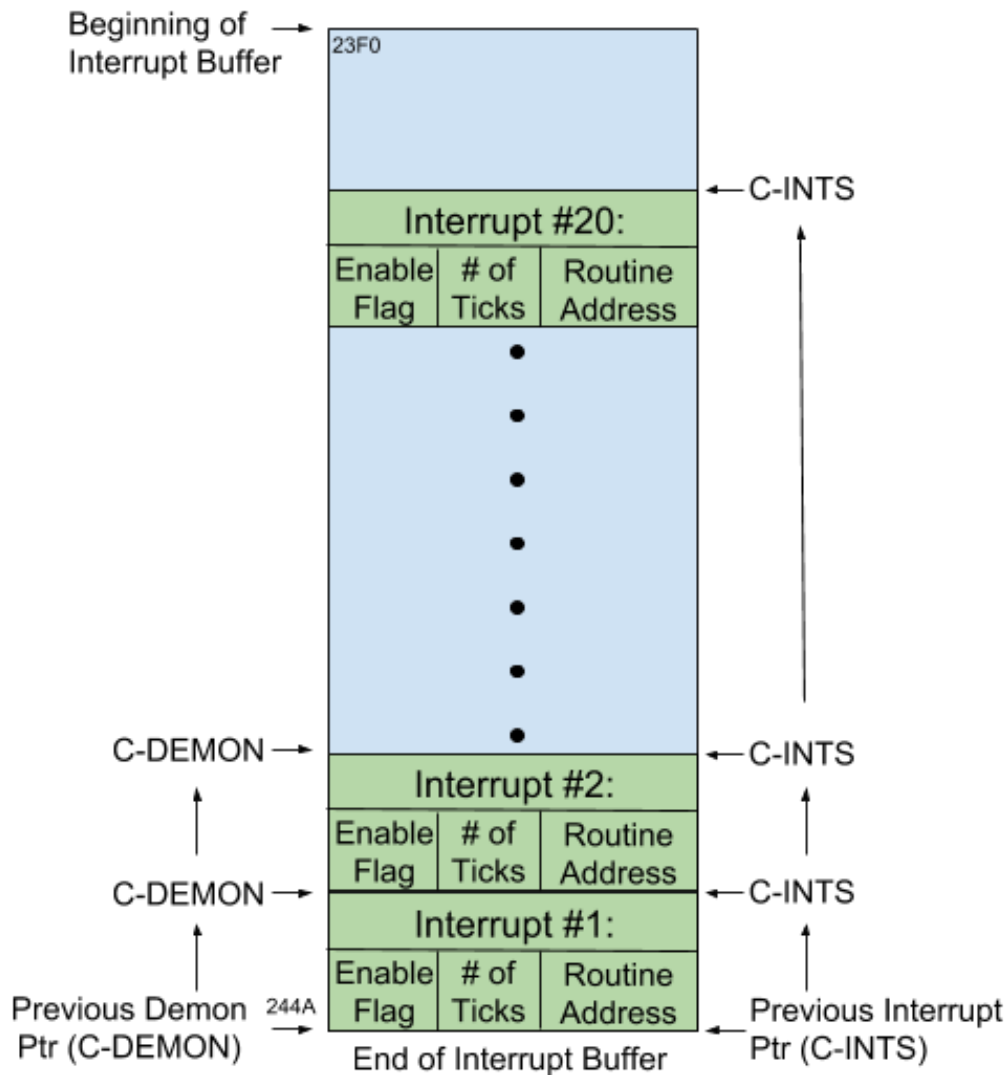 Beginning of
Interrupt Buffer
23F0
C-INTS
Interrupt #20:
Enable
Flag
# of
Ticks
Routine
Address
C-DEMON
C-INTS
Interrupt #2:
Enable
Flag
# of
Ticks
Routine
Address
C-DEMON
C-INTS
Interrupt #1:
Enable
Flag
# of
Ticks
Routine
Address
Previous Demon
Ptr (C-DEMON)
244A
Previous Interrupt
Ptr (C-INTS)
End of Interrupt Buffer